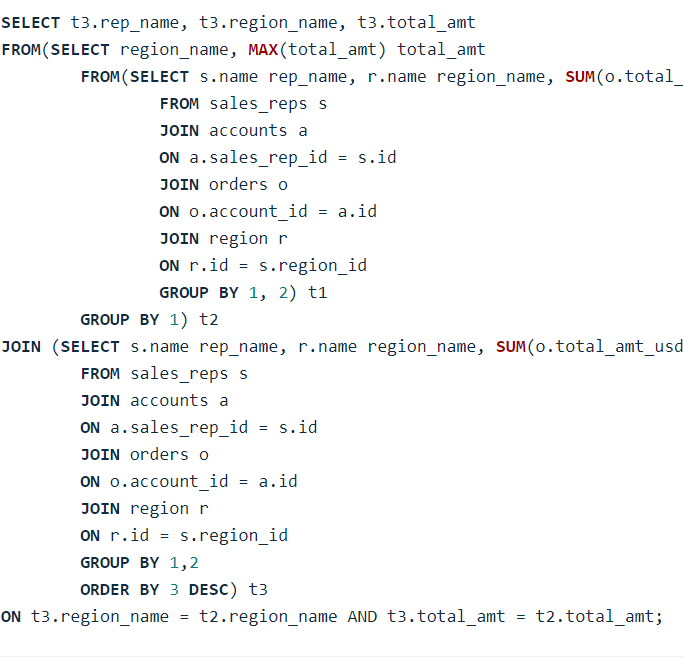 SELECT t3.rep_name, t3.region_name, t3.total_amt
FROM(SELECT region_name, MAX(total_amt) total_amt
FROM(SELECT s.name rep_name, r.name region_name, SUM(o.total_
FROM sales_reps s
JOIN accounts a
ON a.sales_rep_id = s.id
JOIN orders o
ON o.account_id = a.id
JOIN region r
ON r.id = s.region_id
GROUP BY 1, 2) t1
GROUP BY 1) t2
JOIN (SELECT s.name rep_name, r.name region_name, SUM(o.total_amt_usd
FROM sales_reps s
JOIN accounts a
ON a.sales_rep_id = s.id
JOIN orders o
ON o.account_id = a.id
JOIN region r
ON r.id = s.region_id
GROUP BY 1,2
ORDER BY 3 DESC) t3
ON t3.region_name = t2.region_name AND t3.total_amt = t2.total_amt;